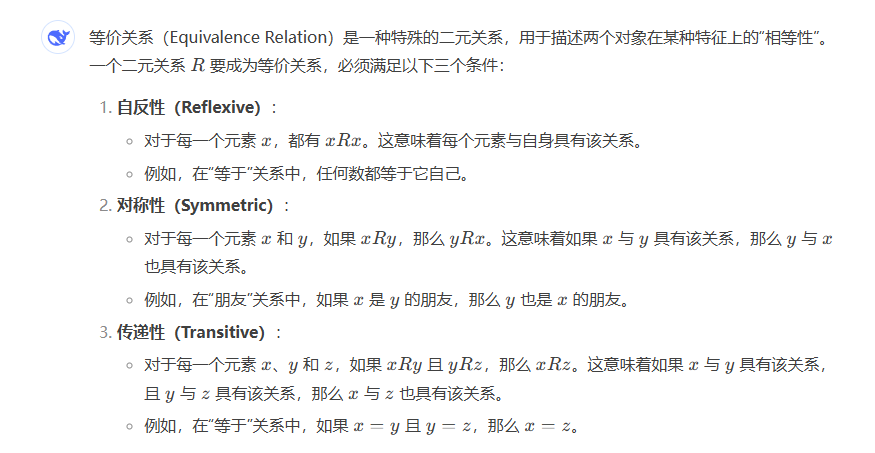 等价关系（Equivalence Relation）是一种特殊的二元关系，用于描述两个对象在某种特征上的“相等性”。
一个二元关系 R 要成为等价关系，必须满足以下三个条件：
1. 自反性（Reflexive）：
◦ 对于每一个元素 x，都有 xRx。这意味着每个元素与自身具有该关系。
◦ 例如，在“等于”关系中，任何数都等于它自己。
2. 对称性（Symmetric）：
◦ 对于每一个元素 x 和 y，如果 xRy，那么 yRx。这意味着如果 x 与 y 具有该关系，那么 y 与 x
也具有该关系。
◦ 例如，在“朋友”关系中，如果 x 是 y 的朋友，那么 y 也是 x 的朋友。
3. 传递性（Transitive）：
◦ 对于每一个元素 x、y 和 z，如果 xRy 且 yRz，那么 xRz。这意味着如果 x 与 y 具有该关系，
且 y 与 z 具有该关系，那么 x 与 z 也具有该关系。
◦ 例如，在“等于”关系中，如果 x = y 且 y = z，那么 x = z。